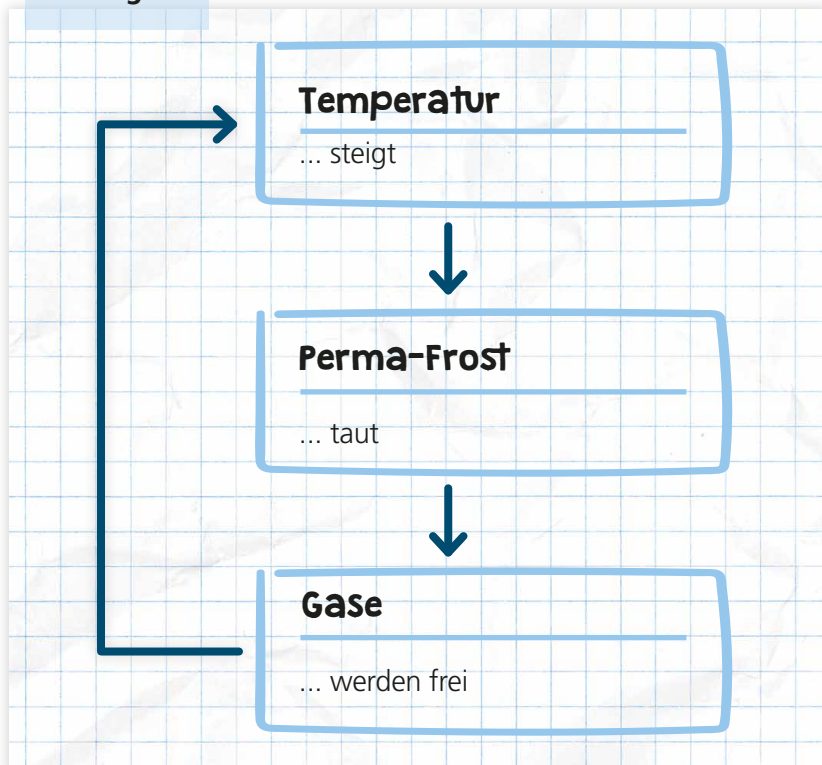 Temperatur
... steigt
Perma-Frost
... taut
Gase
... werden frei